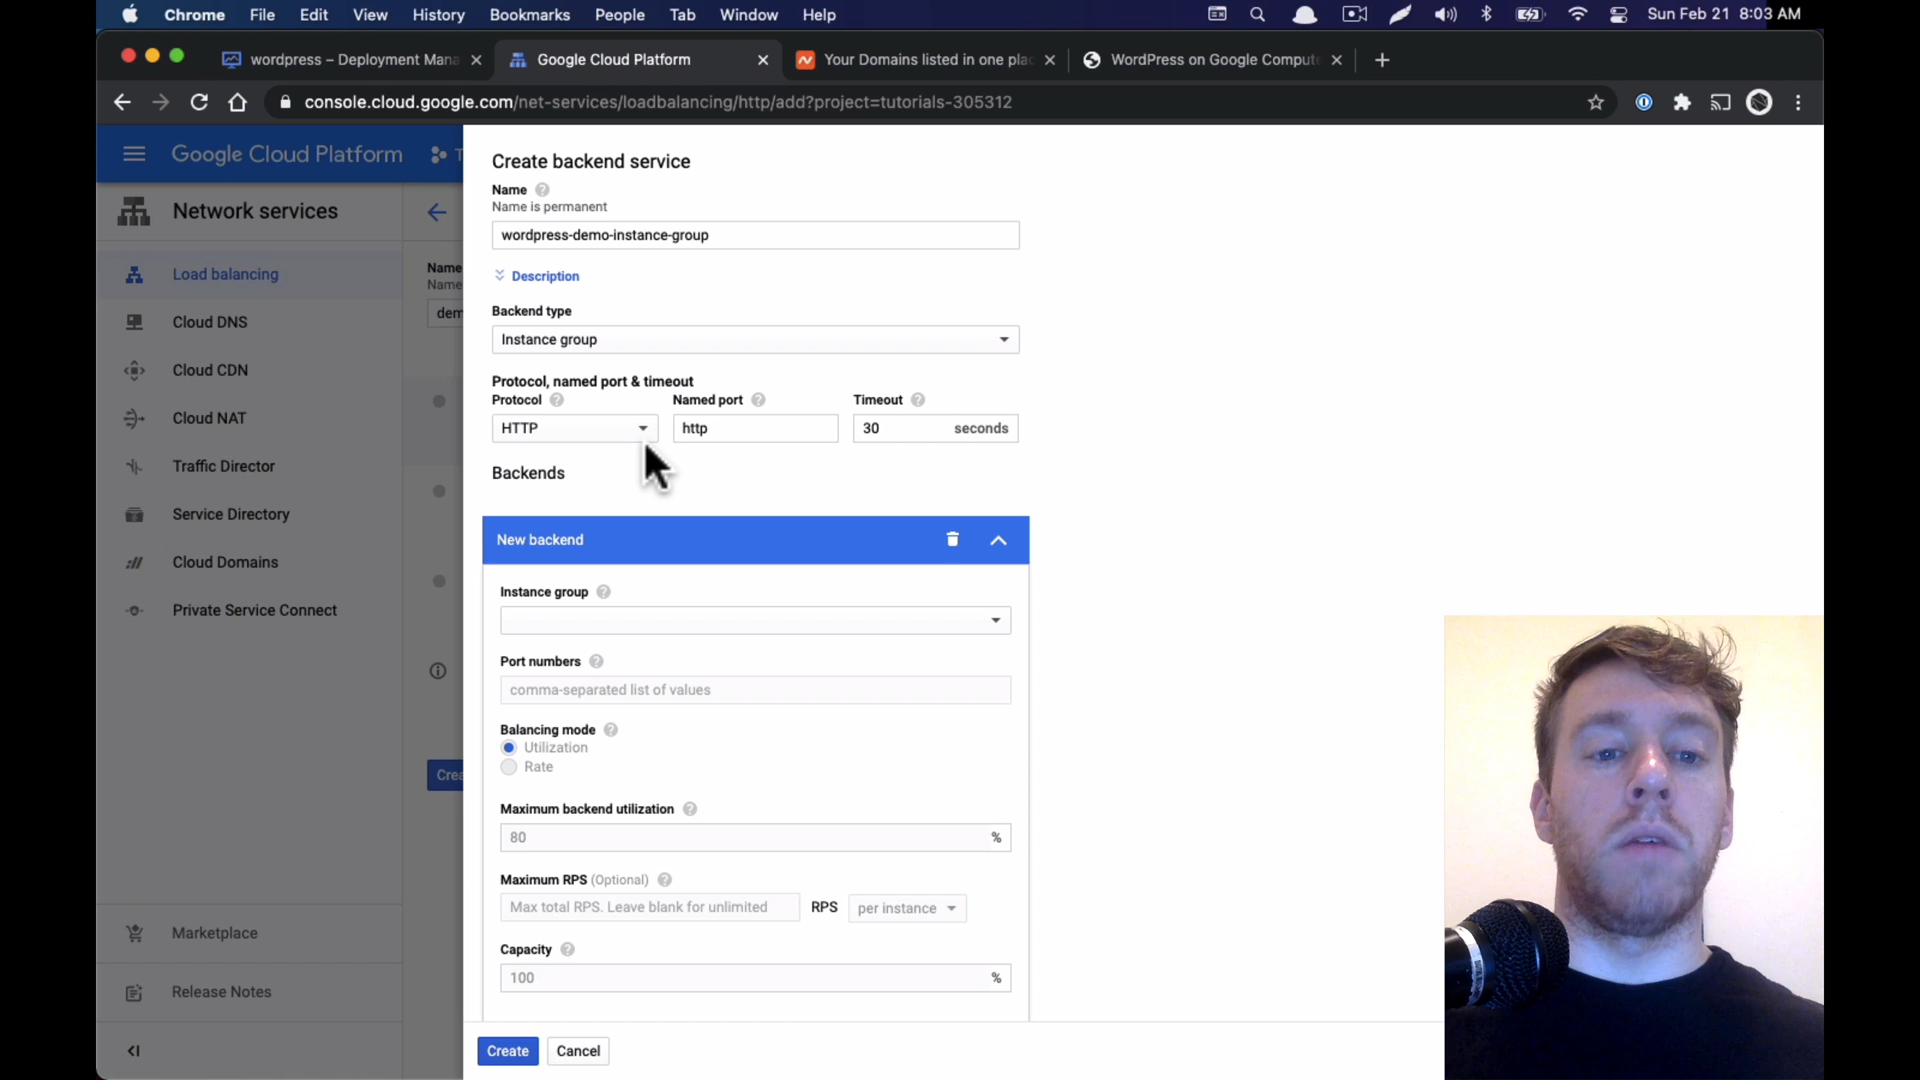 Chrome File Edit View History Bookmarks People Tab Window Help Sun Feb 21 8:03 AM
wordpress – Deployment Mana Google Cloud Platform Your Domains listed in one plac WordPress on Google Compute
console.cloud.google.com/net-services/loadbalancing/http/add?project=tutorials-305312
Google Cloud Platform T
Network services
Load balancing
Cloud DNS
Cloud CDN
Cloud NAT
Traffic Director
Service Directory
Cloud Domains
Private Service Connect
Marketplace
Release Notes
Name
Name
dem
Crea
Create backend service
Name
Name is permanent
wordpress-demo-instance-group
Description
Backend type
Instance group
Protocol, named port & timeout
Protocol Named port Timeout
HTTP http 30 seconds
Backends
New backend
Instance group
Port numbers
comma-separated list of values
Balancing mode
Utilization
Rate
Maximum backend utilization
80 %
Maximum RPS (Optional)
Max total RPS. Leave blank for unlimited RPS per instance
Capacity
100 %
Create Cancel